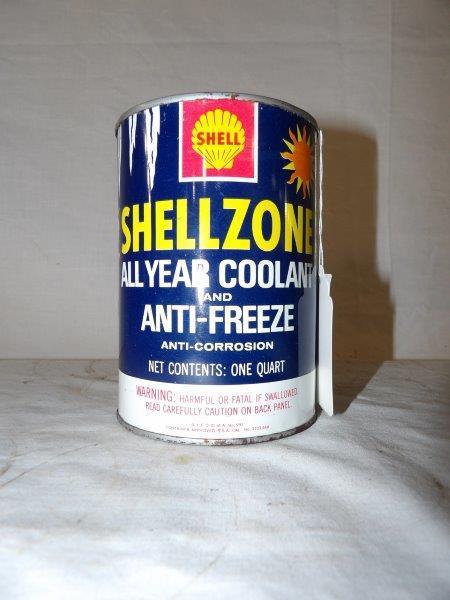 SHELL
SHELLZONE
ALL YEAR COOLANT
AND
ANTI-FREEZE
ANTI-CORROSION
NET CONTENTS: ONE QUART
WARNING: HARMFUL OR FATAL IF SWALLOWED.
READ CAREFULLY CAUTION ON BACK PANEL.